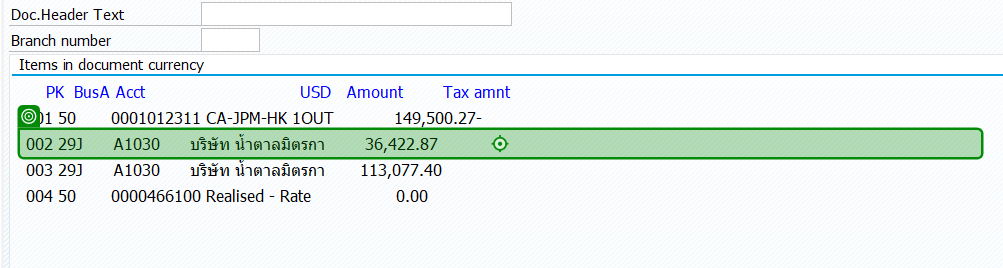 Doc.Header Text
Branch number
Items in document currency
PK BusA Acct USD Amount Tax amnt
01 50 0001012311 CA-JPM-HK 1OUT 149,500.27-
002 29J A1030 บริษัท น้ำตาลมิตรกา 36,422.87
003 29J A1030 บริษัท น้ำตาลมิตรกา 113,077.40
004 50 0000466100 Realised - Rate 0.00